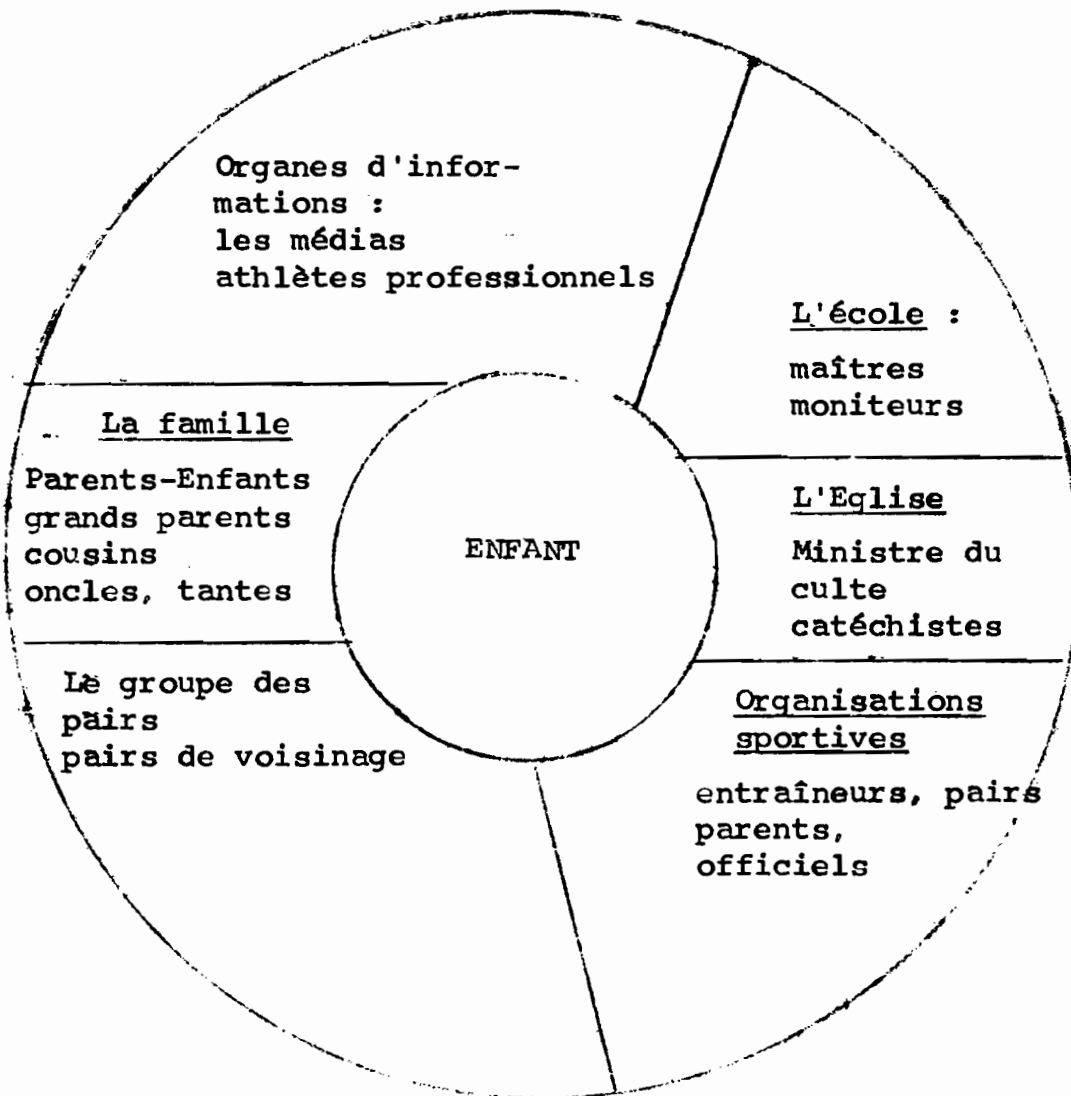 Organes d'infor-
mations :
les médias
athlètes professionnels
L'école :
maîtres
moniteurs
La famille
Parents-Enfants
grands parents
cousins
oncles, tantes
ENFANT
L'Eglise
Ministre du
culte
catéchistes
Le groupe des
pairs
pairs de voisinage
Organisations
sportives
entraîneurs, pairs
parents,
officiels